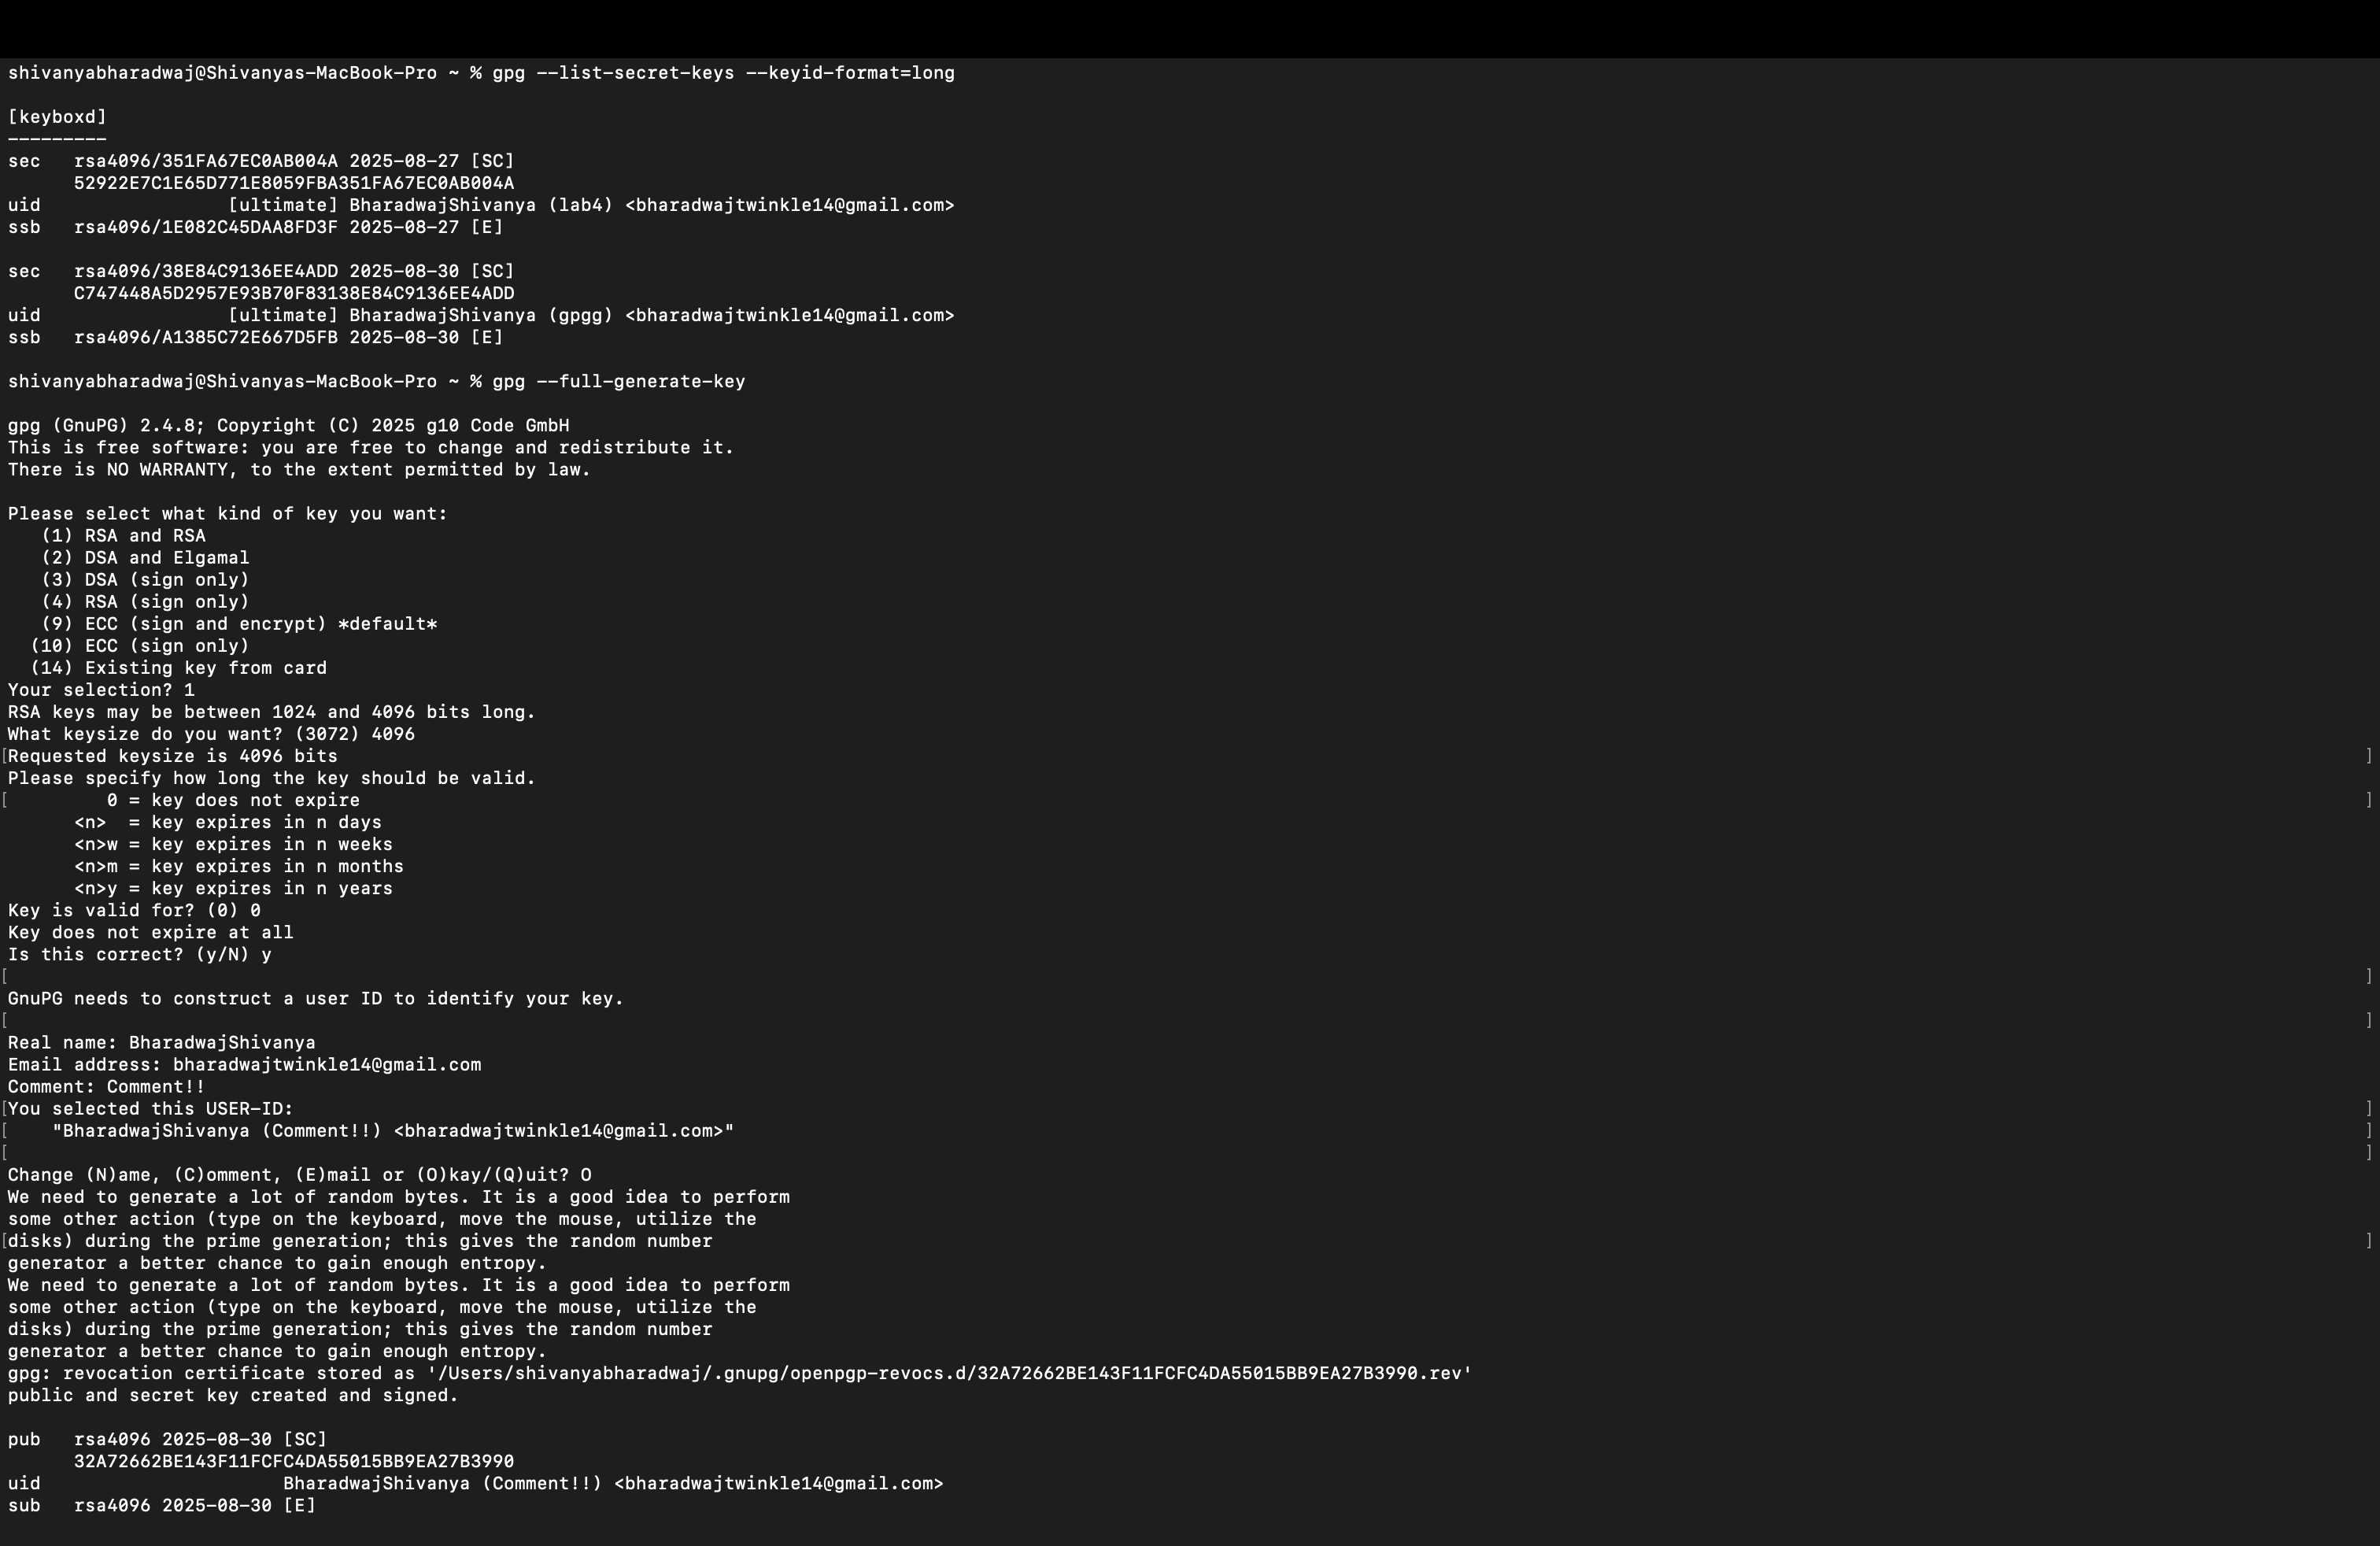 shivanyabharadwaj@Shivanyas-MacBook-Pro ~ % gpg --list-secret-keys --keyid-format=long
[keyboxd]
---------
sec   rsa4096/351FA67EC0AB004A 2025-08-27 [SC]
      52922E7C1E65D771E8059FBA351FA67EC0AB004A
uid                 [ultimate] BharadwajShivanya (lab4) <bharadwajtwinkle14@gmail.com>
ssb   rsa4096/1E082C45DAA8FD3F 2025-08-27 [E]
sec   rsa4096/38E84C9136EE4ADD 2025-08-30 [SC]
      C747448A5D2957E93B70F83138E84C9136EE4ADD
uid                 [ultimate] BharadwajShivanya (gpgg) <bharadwajtwinkle14@gmail.com>
ssb   rsa4096/A1385C72E667D5FB 2025-08-30 [E]
shivanyabharadwaj@Shivanyas-MacBook-Pro ~ % gpg --full-generate-key
gpg (GnuPG) 2.4.8; Copyright (C) 2025 g10 Code GmbH
This is free software: you are free to change and redistribute it.
There is NO WARRANTY, to the extent permitted by law.
Please select what kind of key you want:
   (1) RSA and RSA
   (2) DSA and Elgamal
   (3) DSA (sign only)
   (4) RSA (sign only)
   (9) ECC (sign and encrypt) *default*
  (10) ECC (sign only)
  (14) Existing key from card
Your selection? 1
RSA keys may be between 1024 and 4096 bits long.
What keysize do you want? (3072) 4096
[Requested keysize is 4096 bits ]
Please specify how long the key should be valid.
[         0 = key does not expire ]
      <n>  = key expires in n days
      <n>w = key expires in n weeks
      <n>m = key expires in n months
      <n>y = key expires in n years
Key is valid for? (0) 0
Key does not expire at all
Is this correct? (y/N) y
[ ]
GnuPG needs to construct a user ID to identify your key.
[ ]
Real name: BharadwajShivanya
Email address: bharadwajtwinkle14@gmail.com
Comment: Comment!!
[You selected this USER-ID: ]
[    "BharadwajShivanya (Comment!!) <bharadwajtwinkle14@gmail.com>" ]
[ ]
Change (N)ame, (C)omment, (E)mail or (O)kay/(Q)uit? O
We need to generate a lot of random bytes. It is a good idea to perform
some other action (type on the keyboard, move the mouse, utilize the
[disks) during the prime generation; this gives the random number ]
generator a better chance to gain enough entropy.
We need to generate a lot of random bytes. It is a good idea to perform
some other action (type on the keyboard, move the mouse, utilize the
disks) during the prime generation; this gives the random number
generator a better chance to gain enough entropy.
gpg: revocation certificate stored as '/Users/shivanyabharadwaj/.gnupg/openpgp-revocs.d/32A72662BE143F11FCFC4DA55015BB9EA27B3990.rev'
public and secret key created and signed.
pub   rsa4096 2025-08-30 [SC]
      32A72662BE143F11FCFC4DA55015BB9EA27B3990
uid                      BharadwajShivanya (Comment!!) <bharadwajtwinkle14@gmail.com>
sub   rsa4096 2025-08-30 [E]